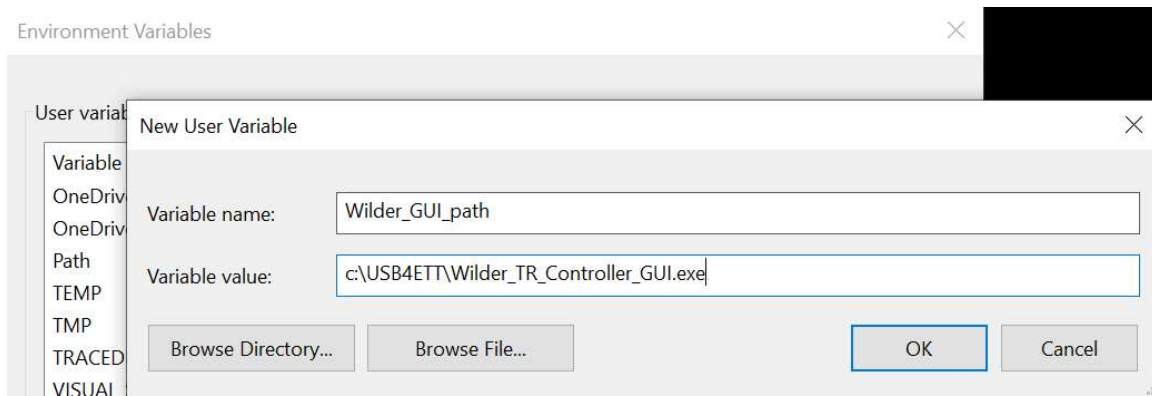 Environment Variables
User variab
New User Variable
Variable
OneDriv
OneDriv
Path
TEMP
TMP
TRACED
VISUAL
Variable name:
Wilder_GUI_path
Variable value:
c:\USB4ETT\Wilder_TR_Controller_GUI.exe
Browse Directory...
Browse File...
OK
Cancel